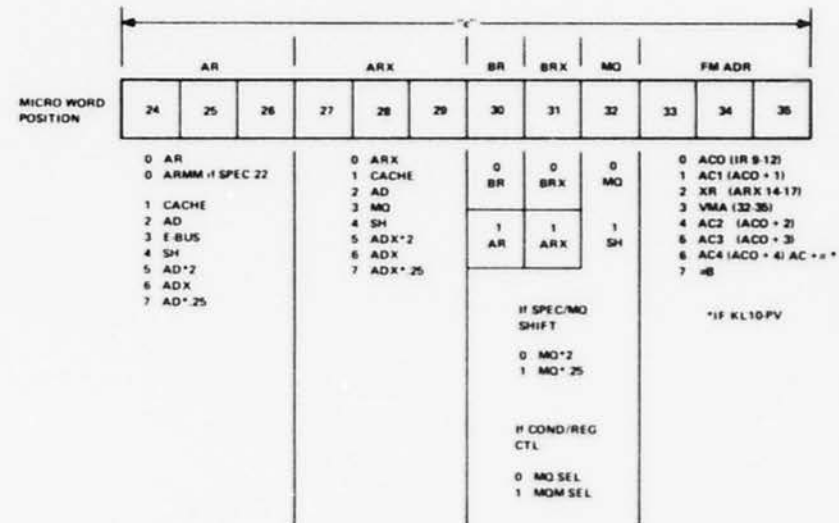 "c"
AR ARX BR BRX MQ FM ADR
MICRO WORD POSITION 24 25 26 27 28 29 30 31 32 33 34 35
0 AR
0 ARMM if SPEC 22
1 CACHE
2 AD
3 E-BUS
4 SH
5 AD*2
6 ADX
7 AD*.25
0 ARX
1 CACHE
2 AD
3 MQ
4 SH
5 ADX*2
6 ADX
7 ADX*.25
0 0 0
BR BRX MQ
1 1 1
AR ARX SH
If SPEC/MQ
SHIFT
0 MQ*2
1 MQ*.25
If COND/REG
CTL
0 MQ SEL
1 MQM SEL
0 AC0 (IR 9-12)
1 AC1 (AC0 + 1)
2 XR (ARX 14-17)
3 VMA (32-35)
4 AC2 (AC0 + 2)
5 AC3 (AC0 + 3)
6 AC4 (AC0 + 4) AC + = *
7 =B
*IF KL10-PV